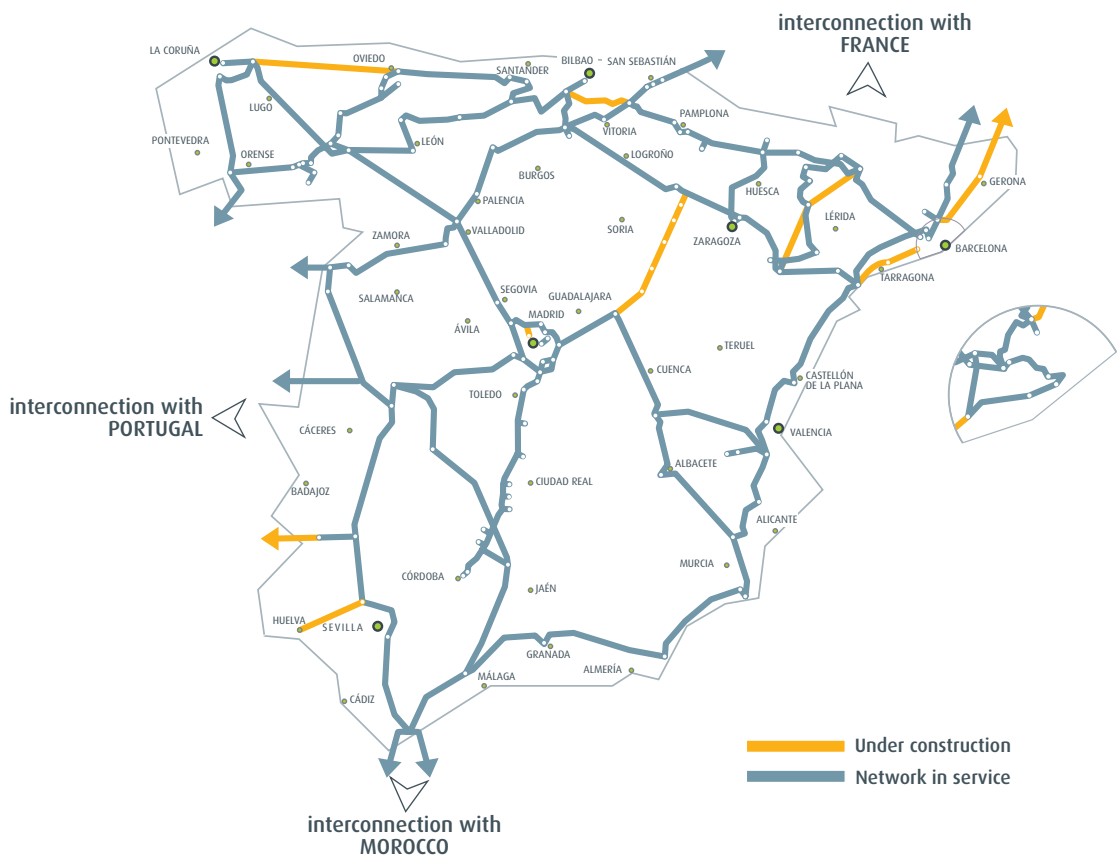 interconnection with
FRANCE
LA CORUÑA
OVIEDO
SANTANDER
BILBAO - SAN SEBASTIÁN
LUGO
PONTEVEDRA
ORENSE
LEÓN
VITORIA
PAMPLONA
LOGROÑO
BURGOS
HUESCA
GERONA
PALENCIA
LÉRIDA
ZAMORA
VALLADOLID
SORIA
ZARAGOZA
BARCELONA
TARRAGONA
SALAMANCA
SEGOVIA
GUADALAJARA
MADRID
ÁVILA
TERUEL
CUENCA
CASTELLÓN
DE LA PLANA
TOLEDO
interconnection with
PORTUGAL
CÁCERES
VALENCIA
ALBACETE
BADAJOZ
CIUDAD REAL
ALICANTE
MURCIA
CÓRDOBA
JAÉN
HUELVA
SEVILLA
GRANADA
ALMERÍA
MÁLAGA
CÁDIZ
Under construction
Network in service
interconnection with
MOROCCO